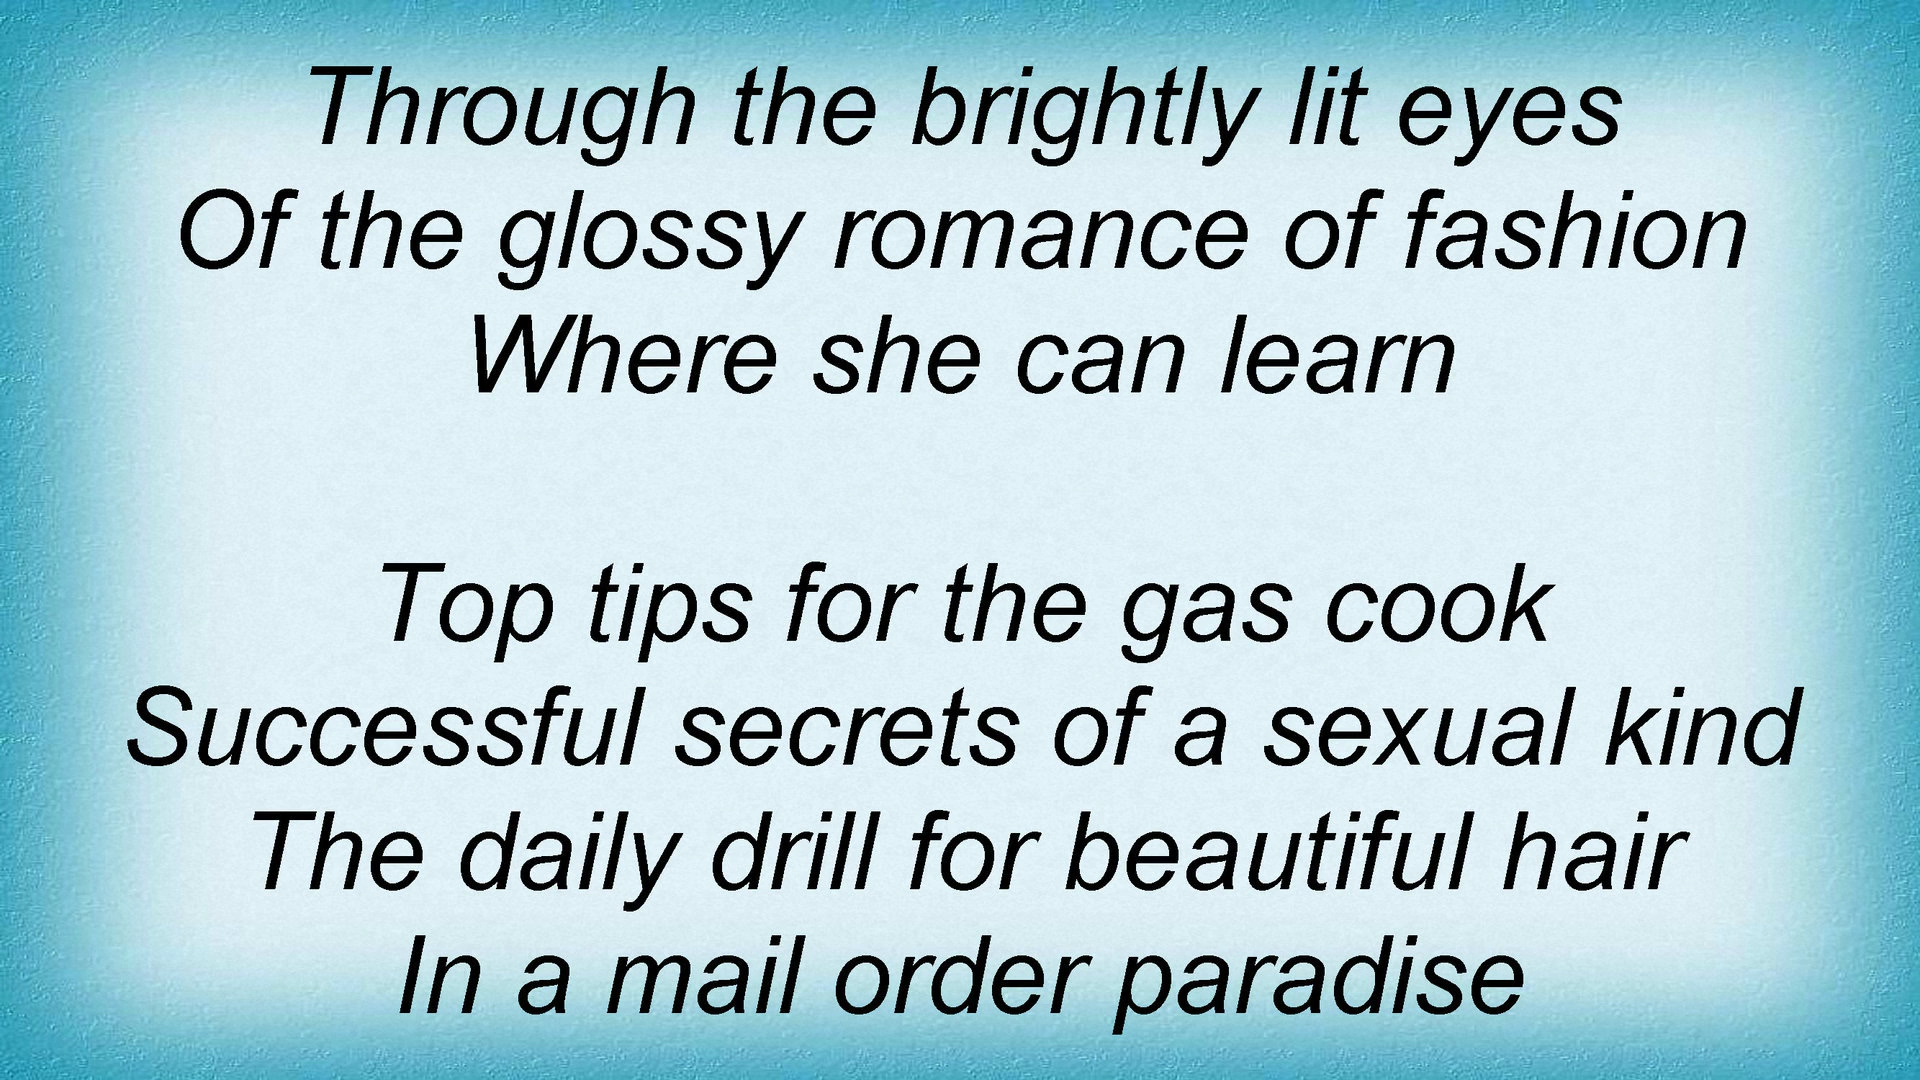 Through the brightly lit eyes
Of the glossy romance of fashion
Where she can learn
Top tips for the gas cook
Successful secrets of a sexual kind
The daily drill for beautiful hair
In a mail order paradise